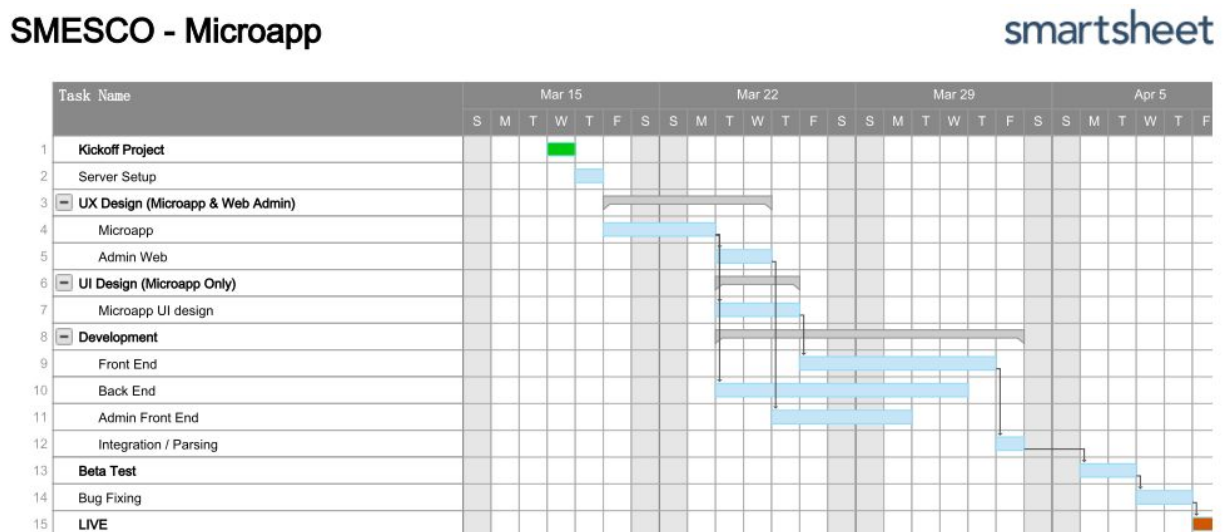 SMESCO - Microapp
smartsheet
Task Name Mar 15 Mar 22 Mar 29 Apr 5
S M T W T F S S M T W T F S S M T W T F S S M T W T F
1 Kickoff Project
2 Server Setup
3 UX Design (Microapp & Web Admin)
4 Microapp
5 Admin Web
6 UI Design (Microapp Only)
7 Microapp UI design
8 Development
9 Front End
10 Back End
11 Admin Front End
12 Integration / Parsing
13 Beta Test
14 Bug Fixing
15 LIVE